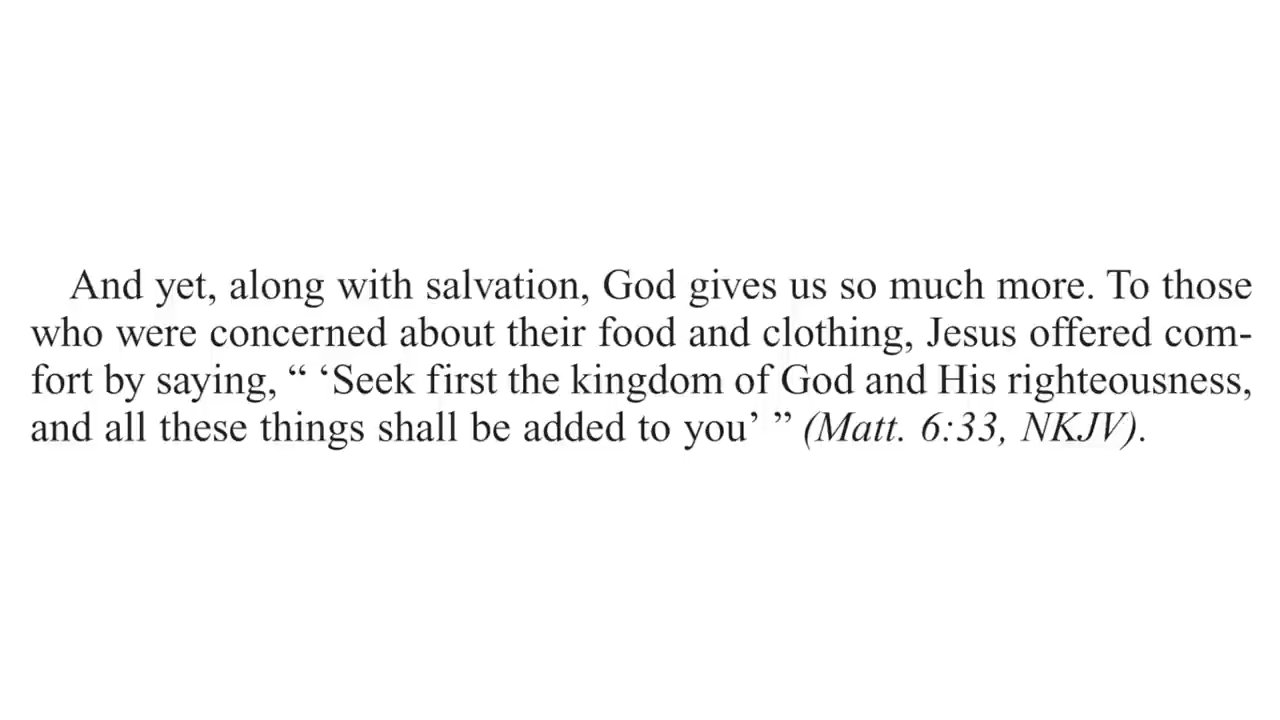 And yet, along with salvation, God gives us so much more. To those
who were concerned about their food and clothing, Jesus offered com-
fort by saying, “ ‘Seek first the kingdom of God and His righteousness,
and all these things shall be added to you’ ” (Matt. 6:33, NKJV).